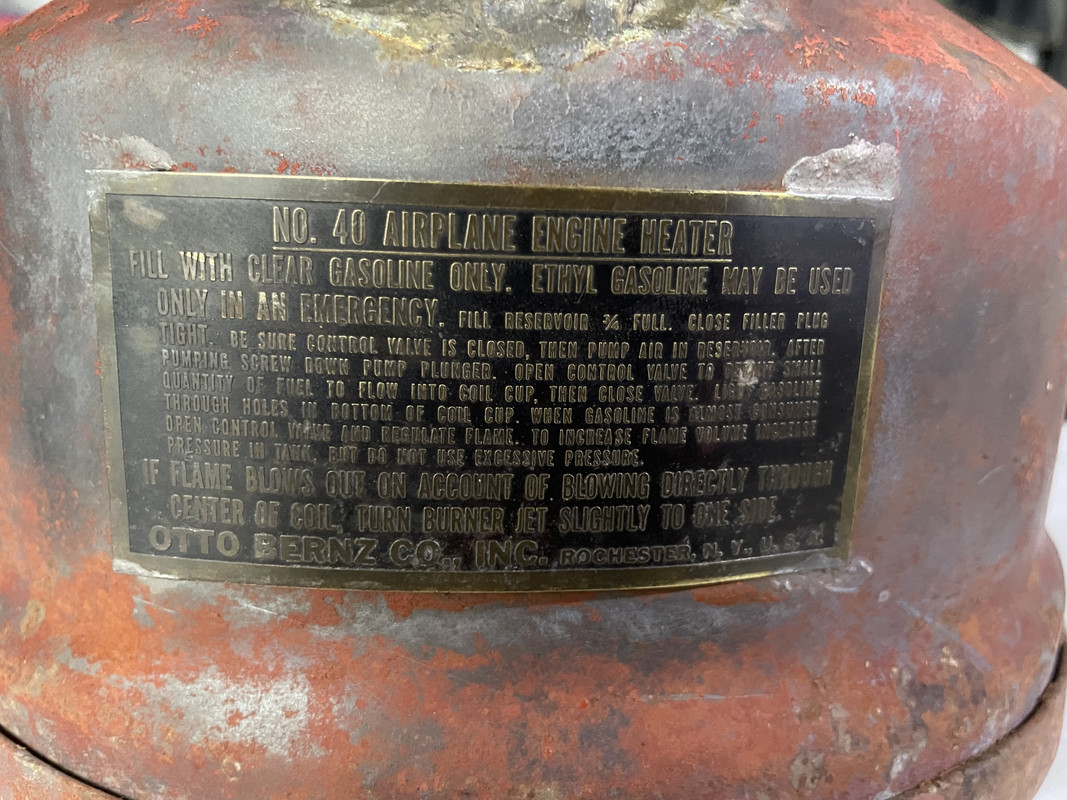 NO. 40 AIRPLANE ENGINE HEATER
FILL WITH CLEAR GASOLINE ONLY. ETHYL GASOLINE MAY BE USED
ONLY IN AN EMERGENCY. FILL RESERVOIR ¾ FULL. CLOSE FILLER PLUG
TIGHT. BE SURE CONTROL VALVE IS CLOSED, THEN PUMP AIR IN RESERVOIR. AFTER
PUMPING SCREW DOWN PUMP PLUNGER. OPEN CONTROL VALVE TO PERMIT SMALL
QUANTITY OF FUEL TO FLOW INTO COIL CUP, THEN CLOSE VALVE. LIGHT GASOLINE
THROUGH HOLES IN BOTTOM OF COIL CUP. WHEN GASOLINE IS ALMOST CONSUMED
OPEN CONTROL VALVE AND REGULATE FLAME. TO INCREASE FLAME VOLUME INCREASE
PRESSURE IN TANK, BUT DO NOT USE EXCESSIVE PRESSURE.
IF FLAME BLOWS OUT ON ACCOUNT OF BLOWING DIRECTLY THROUGH
CENTER OF COIL, TURN BURNER JET SLIGHTLY TO ONE SIDE.
OTTO BERNZ CO., INC. ROCHESTER, N. Y., U. S. A.